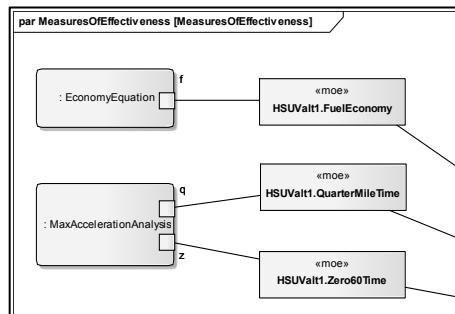 par MeasuresOfEffectiveness [MeasuresOfEffectiveness]
f
: EconomyEquation
«moe»
HSUValt1.FuelEconomy
q
«moe»
HSUValt1.QuarterMileTime
: MaxAccelerationAnalysis
z
«moe»
HSUValt1.Zero60Time